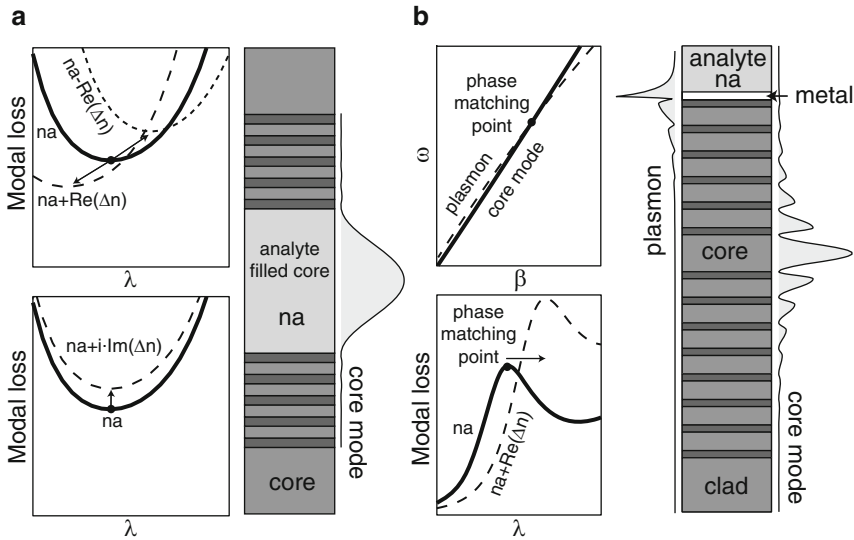 a
Modal loss
na
na-Re(Δn)
na+Re(Δn)
λ
Modal loss
na+i·Im(Δn)
na
λ
analyte
filled core
na
core
core mode
b
ω
phase
matching
point
plasmon
core mode
β
Modal loss
phase
matching
point
na
na+Re(Δn)
λ
plasmon
analyte
na
metal
core
clad
core mode